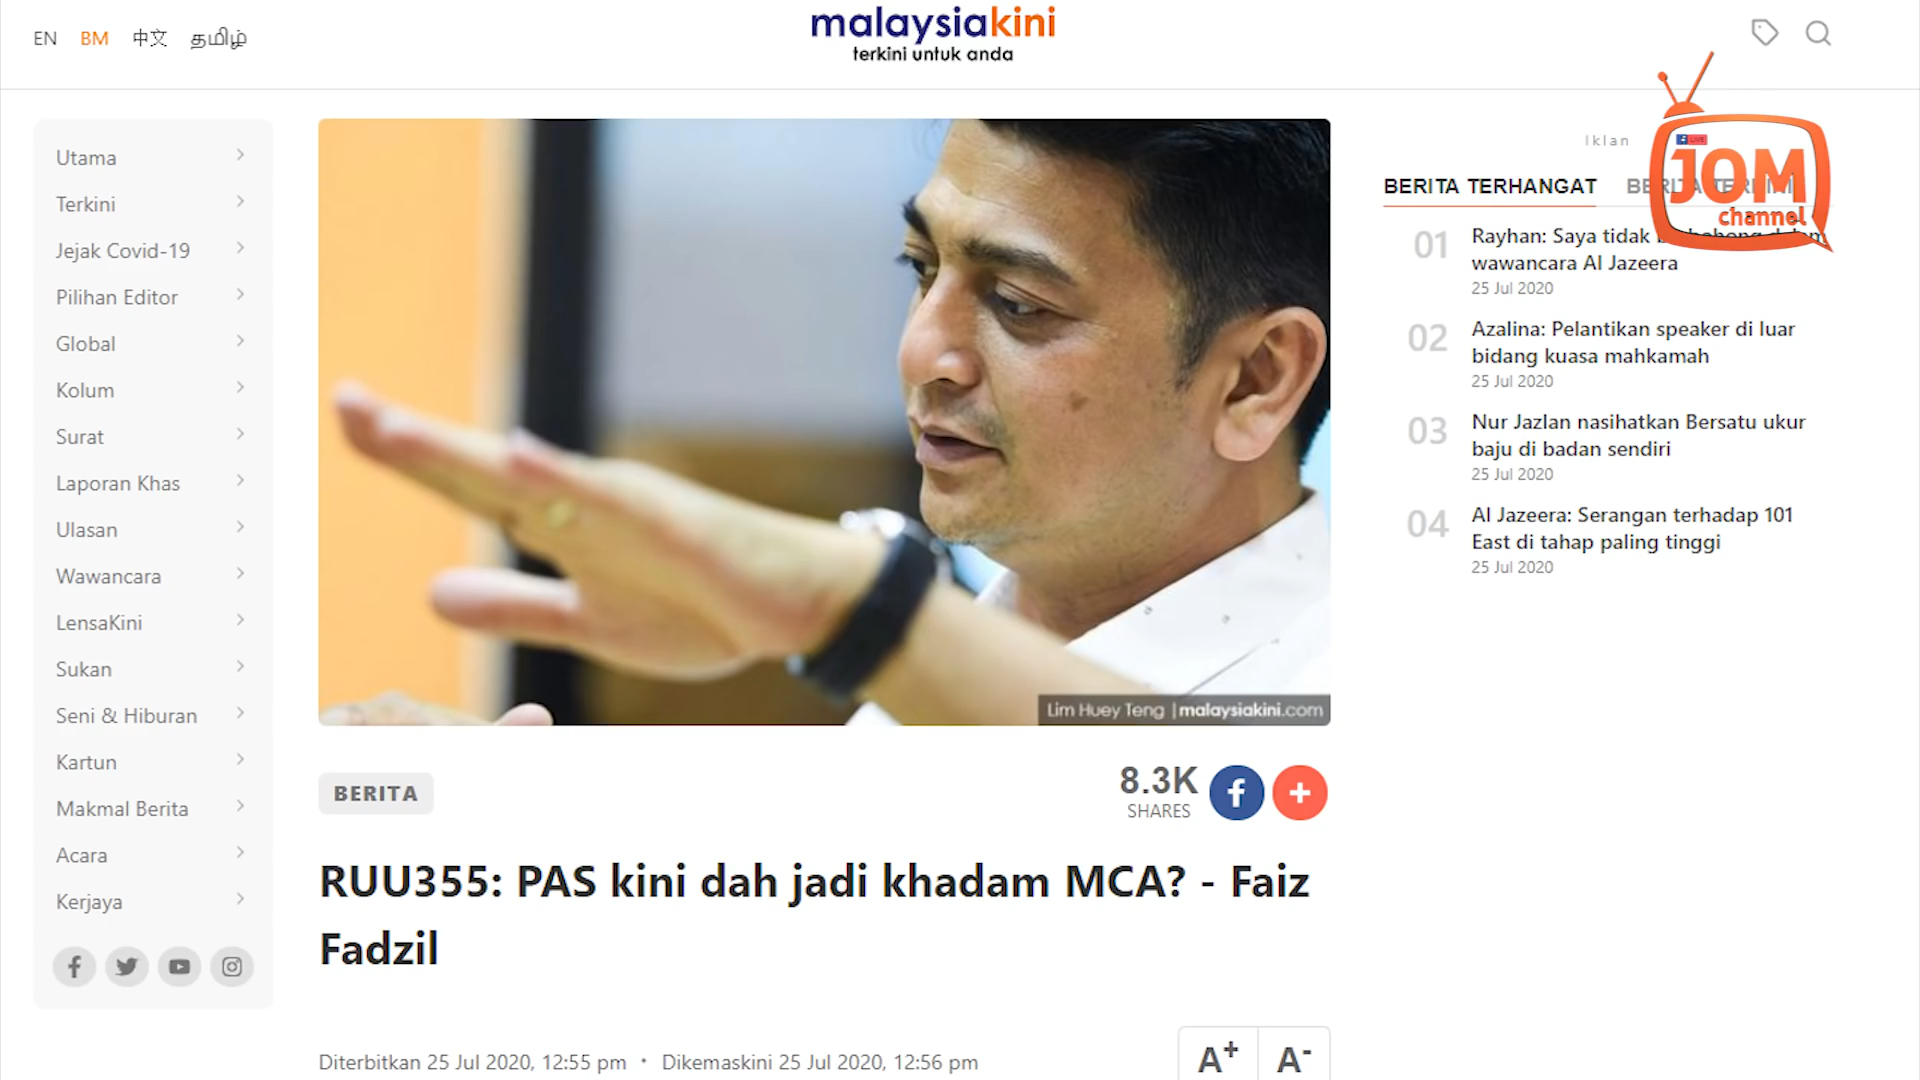 EN BM 中文 தமிழ்
malaysiakini
terkini untuk anda
Utama
Terkini
Jejak Covid-19
Pilihan Editor
Global
Kolum
Surat
Laporan Khas
Ulasan
Wawancara
LensaKini
Sukan
Seni & Hiburan
Kartun
Makmal Berita
Acara
Kerjaya
Lim Huey Teng | malaysiakini.com
BERITA
8.3K
SHARES
RUU355: PAS kini dah jadi khadam MCA? - Faiz
Fadzil
Diterbitkan 25 Jul 2020, 12:55 pm • Dikemaskini 25 Jul 2020, 12:56 pm
A+ A-
Iklan
LIVE
JOM
channel
BERITA TERHANGAT BERITA
01 Rayhan: Saya tidak
wawancara Al Jazeera
25 Jul 2020
02 Azalina: Pelantikan speaker di luar
bidang kuasa mahkamah
25 Jul 2020
03 Nur Jazlan nasihatkan Bersatu ukur
baju di badan sendiri
25 Jul 2020
04 Al Jazeera: Serangan terhadap 101
East di tahap paling tinggi
25 Jul 2020